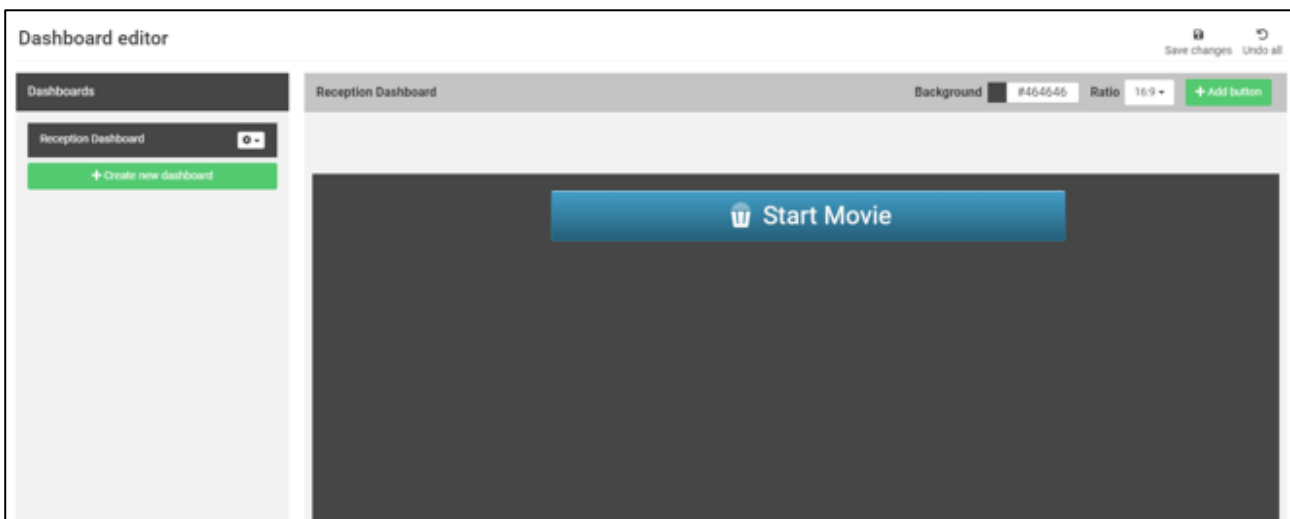 Dashboard editor
Save changes Undo all
Dashboards
Reception Dashboard
Create new dashboard
Reception Dashboard Background #464646 Ratio 16:9 Add button
Start Movie